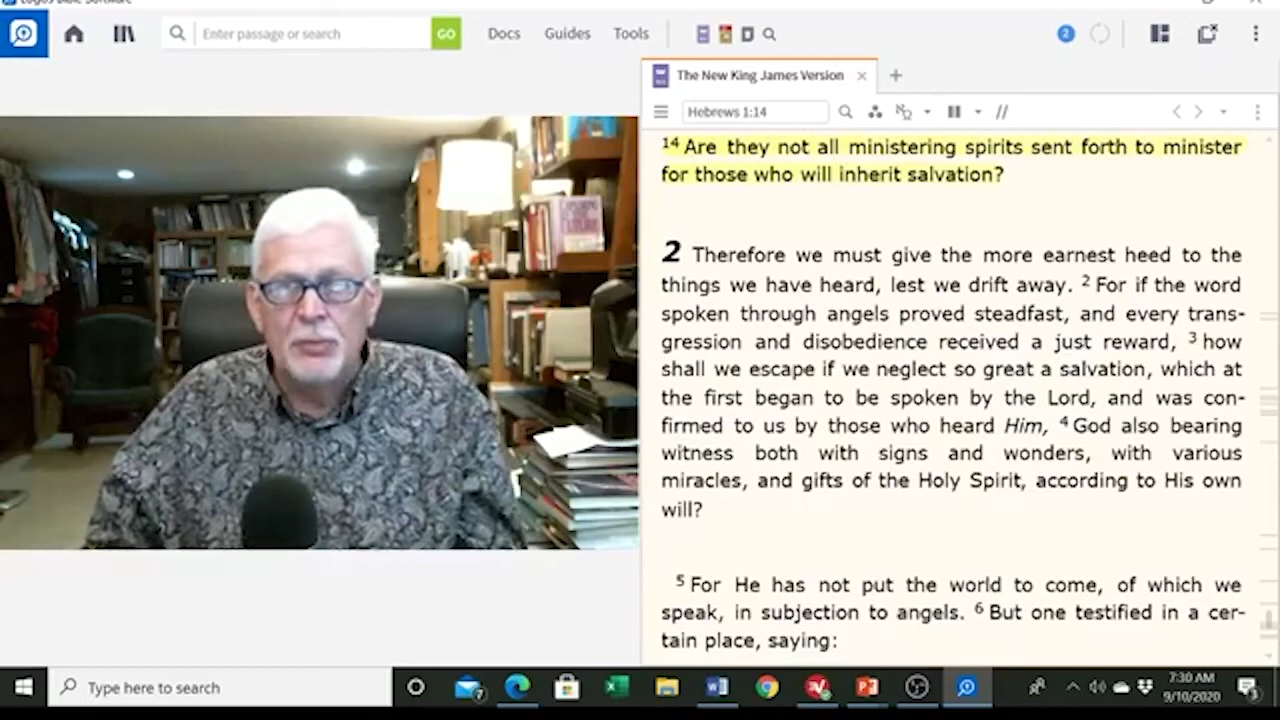 Logos Bible Software
Enter passage or search
GO
Docs
Guides
Tools
2
The New King James Version
Hebrews 1:14
14 Are they not all ministering spirits sent forth to minister
for those who will inherit salvation?
2 Therefore we must give the more earnest heed to the
things we have heard, lest we drift away. 2 For if the word
spoken through angels proved steadfast, and every trans-
gression and disobedience received a just reward, 3 how
shall we escape if we neglect so great a salvation, which at
the first began to be spoken by the Lord, and was con-
firmed to us by those who heard Him, 4 God also bearing
witness both with signs and wonders, with various
miracles, and gifts of the Holy Spirit, according to His own
will?
5 For He has not put the world to come, of which we
speak, in subjection to angels. 6 But one testified in a cer-
tain place, saying:
Type here to search
7
7:30 AM
9/10/2020
3